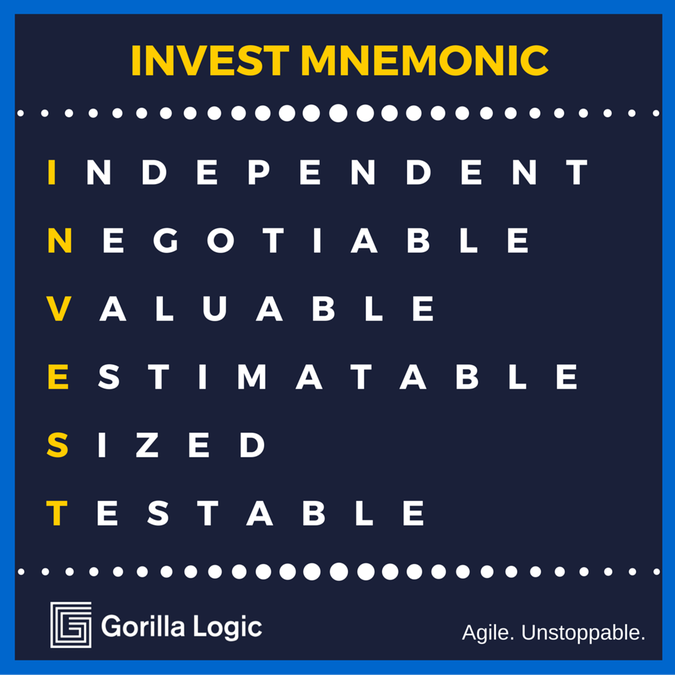 INVEST MNEMONIC
INDEPENDENT
NEGOTIABLE
VALUABLE
ESTIMATABLE
SIZED
TESTABLE
Gorilla Logic
Agile. Unstoppable.